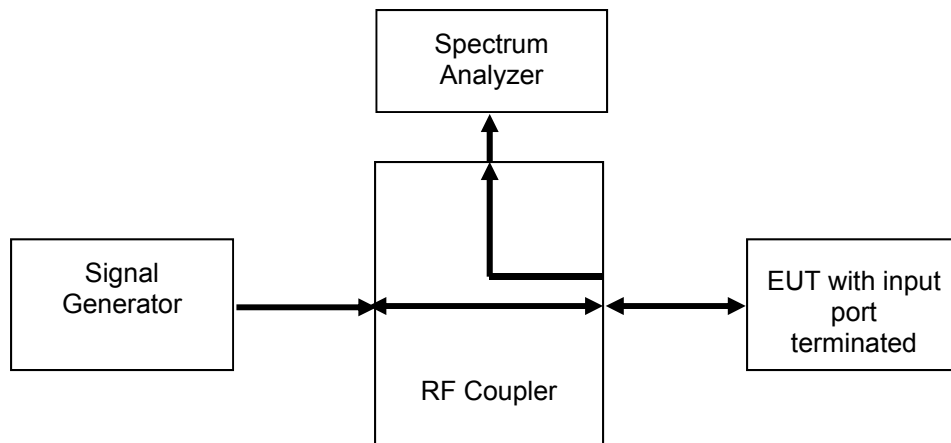 Spectrum
Analyzer
Signal
Generator
EUT with input
port
terminated
RF Coupler